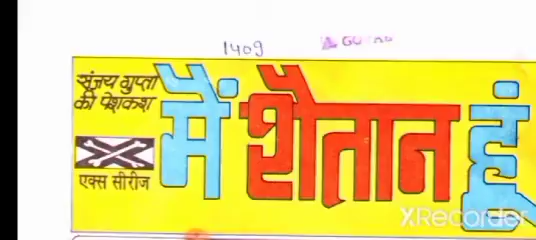 1409
संजय गुप्ता
की पेशकश
मैं शैतान हूं
एक्स सीरीज
XRecorder